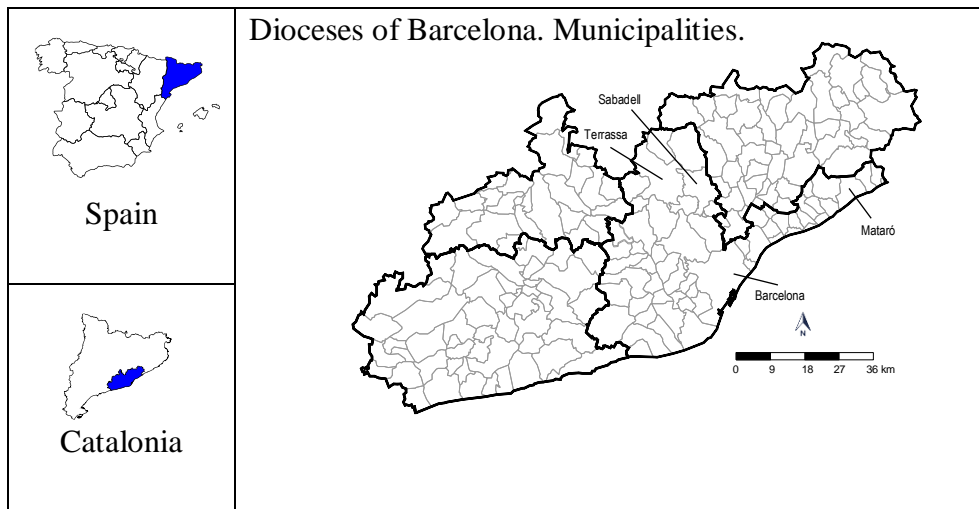 Dioceses of Barcelona. Municipalities.
Spain
Catalonia
Sabadell
Terrassa
Mataró
Barcelona
N
0 9 18 27 36 km